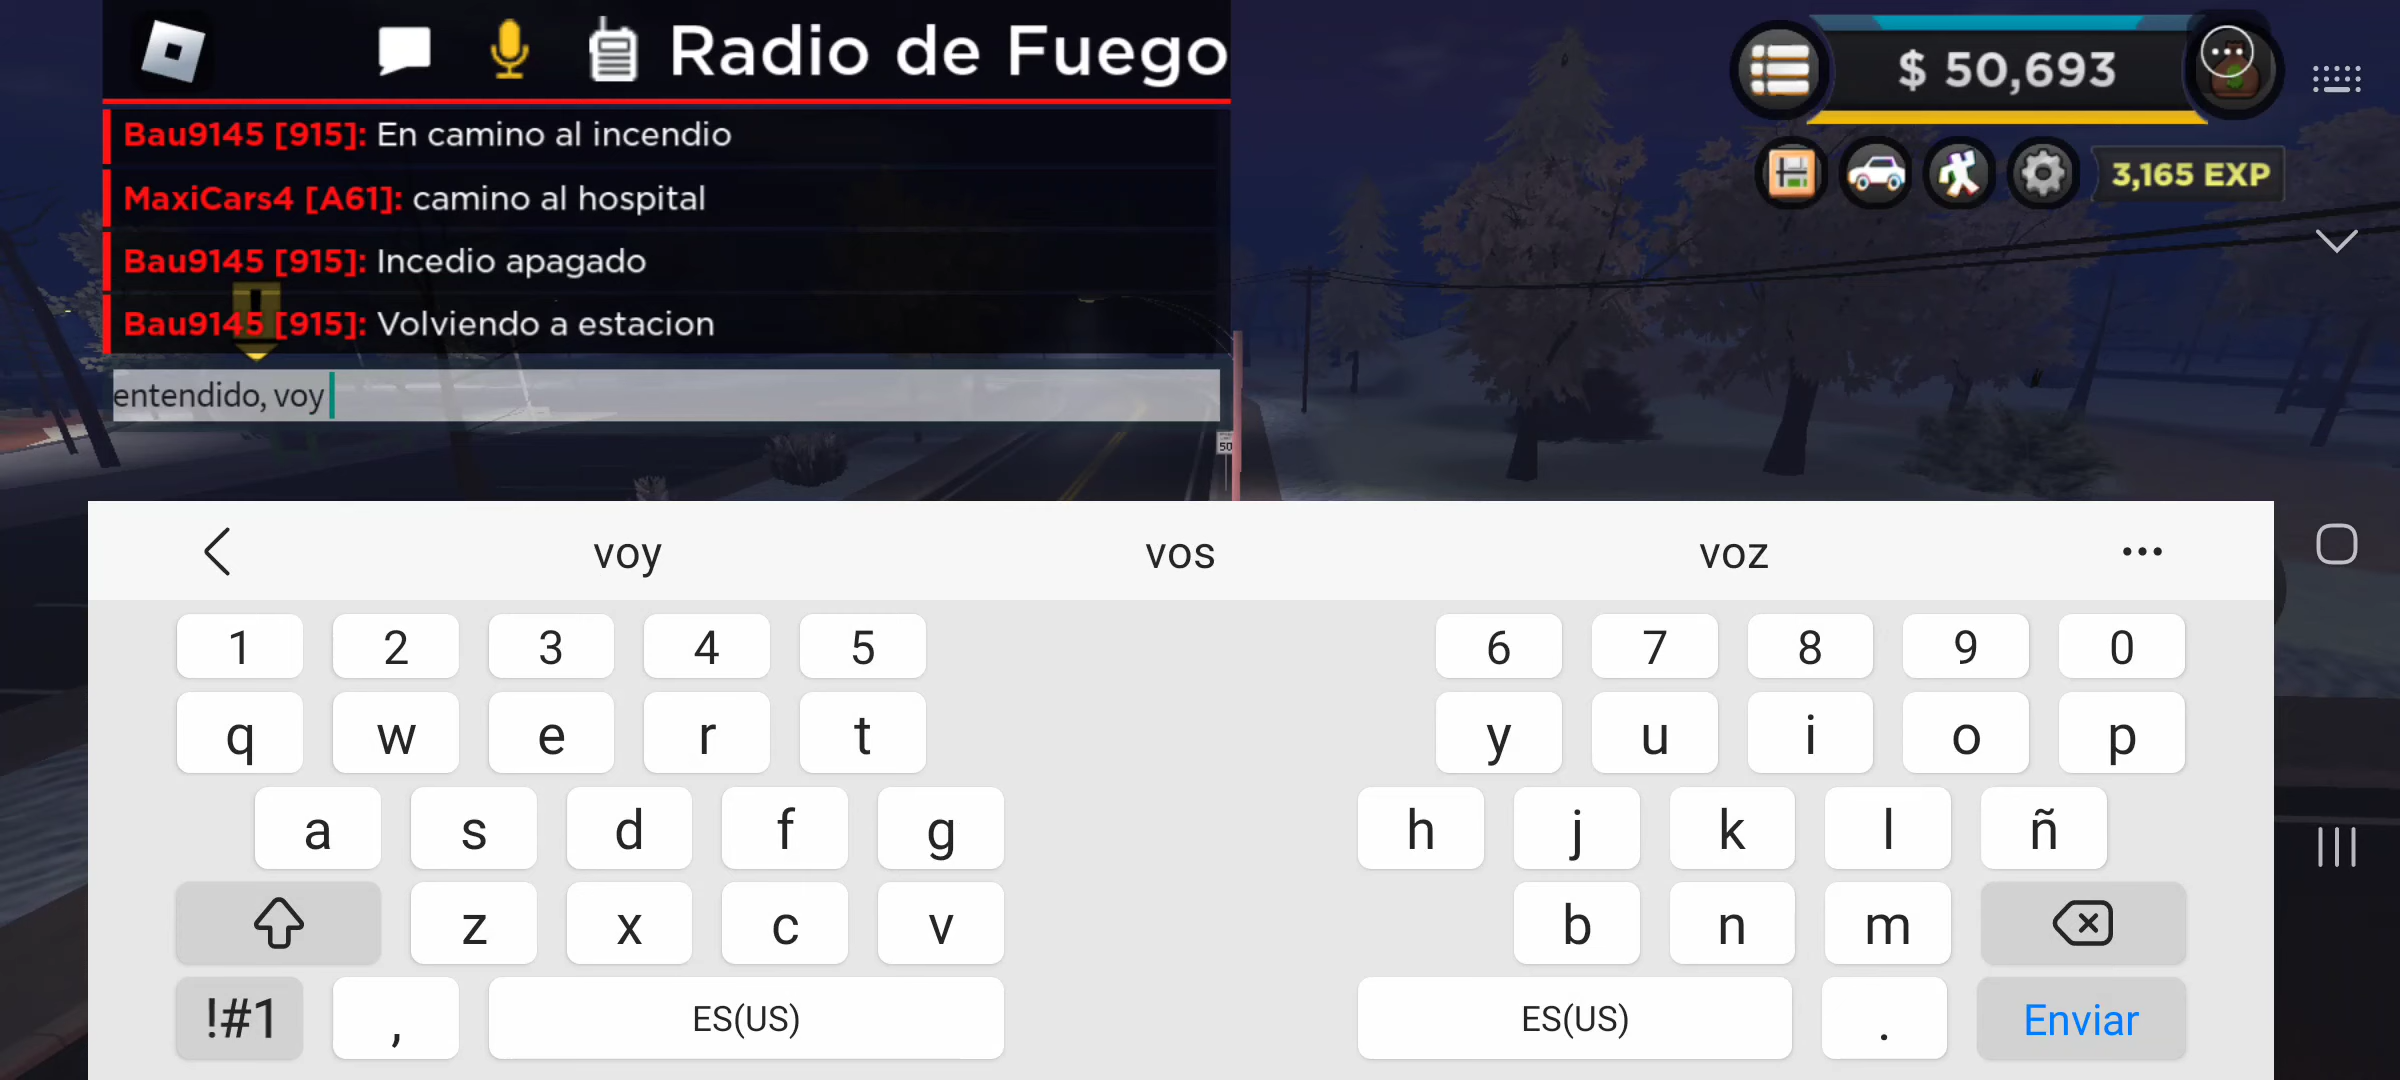 Radio de Fuego
$ 50,693
3,165 EXP
Bau9145 [915]: En camino al incendio
MaxiCars4 [A61]: camino al hospital
Bau9145 [915]: Incedio apagado
Bau9145 [915]: Volviendo a estacion
entendido, voy
50
voy vos voz
1 2 3 4 5 6 7 8 9 0
q w e r t y u i o p
a s d f g h j k l ñ
z x c v b n m
!#1 , ES(US) ES(US) . Enviar